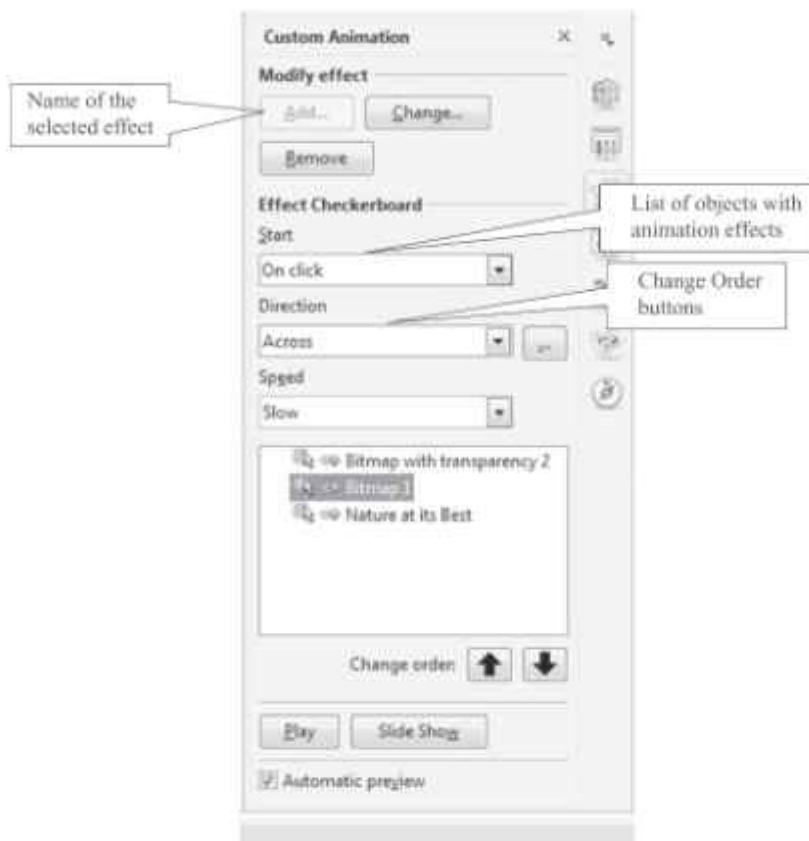 Custom Animation
Modify effect
Name of the
selected effect
Add...
Change...
Remove
Effect Checkerboard
List of objects with
animation effects
Start
On click
Change Order
buttons
Direction
Across
Speed
Slow
Bitmap with transparency 2
Bitmap 1
Nature at its Best
Change order:
Play
Slide Show
Automatic preview